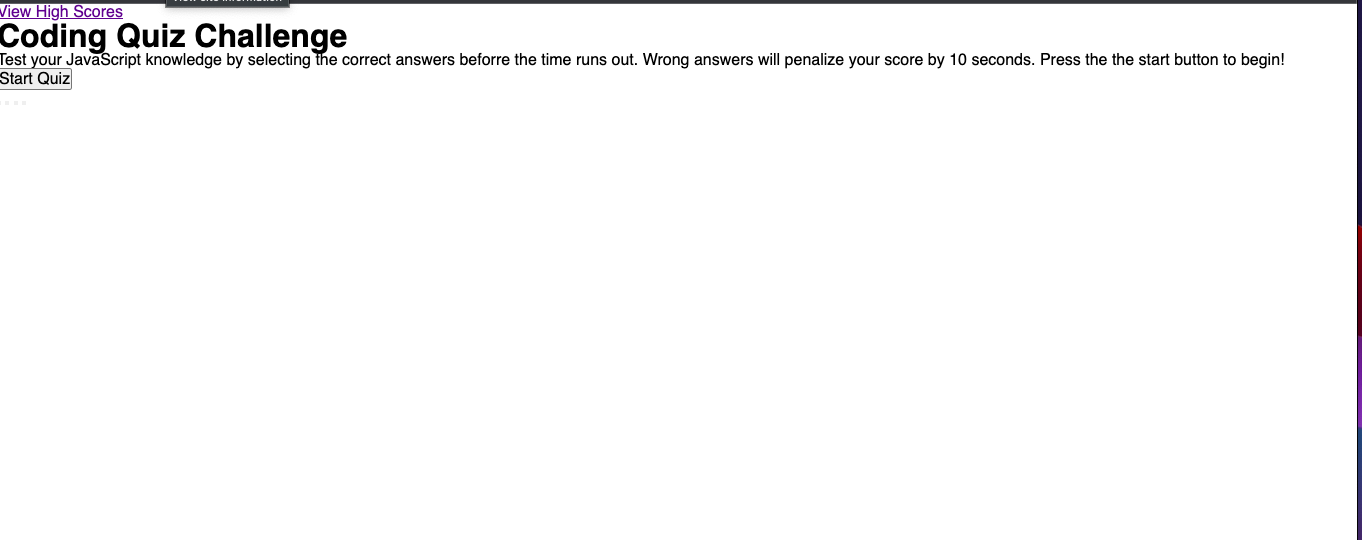 View High Scores
Coding Quiz Challenge
Test your JavaScript knowledge by selecting the correct answers beforre the time runs out. Wrong answers will penalize your score by 10 seconds. Press the the start button to begin!
Start Quiz